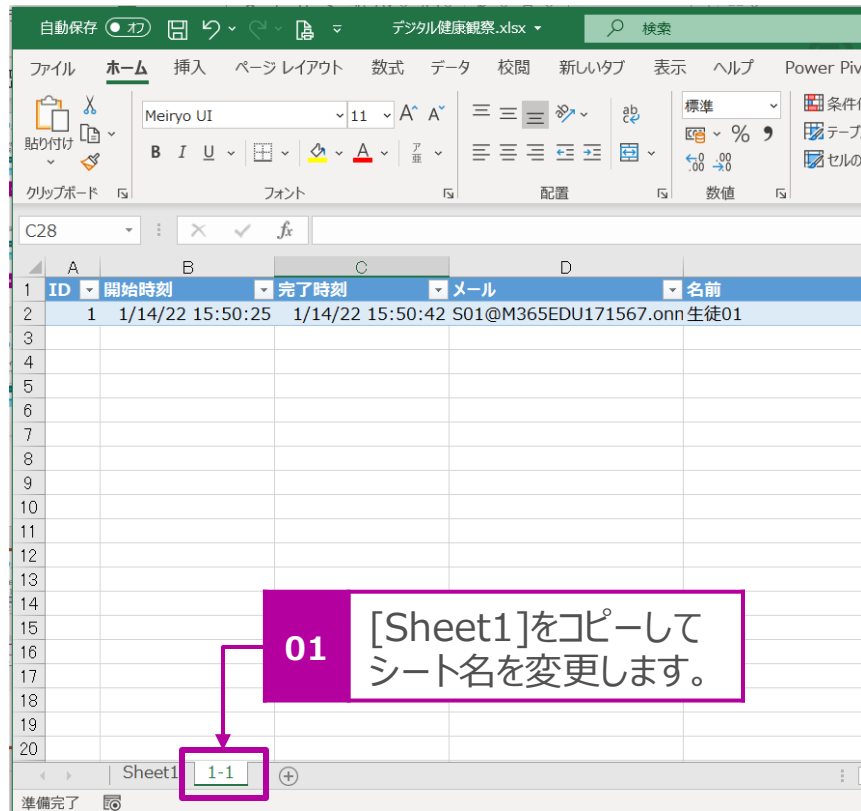 自動保存 オフ デジタル健康観察.xlsx 検索
ファイル ホーム 挿入 ページ レイアウト 数式 データ 校閲 新しいタブ 表示 ヘルプ Power Piv
貼り付け Meiryo UI 11 A A ab 標準 条件
B I U A ア 亜 % 9 テーブ
.00 .00 セルの
クリップボード フォント 配置 数値
C28 fx
A B C D
1 ID 開始時刻 完了時刻 メール 名前
2 1 1/14/22 15:50:25 1/14/22 15:50:42 S01@M365EDU171567.onn 生徒01
3
4
5
6
7
8
9
10
11
12
13
14
15
16
17
18
19
20
01
[Sheet1]をコピーして
シート名を変更します。
Sheet1 1-1
準備完了